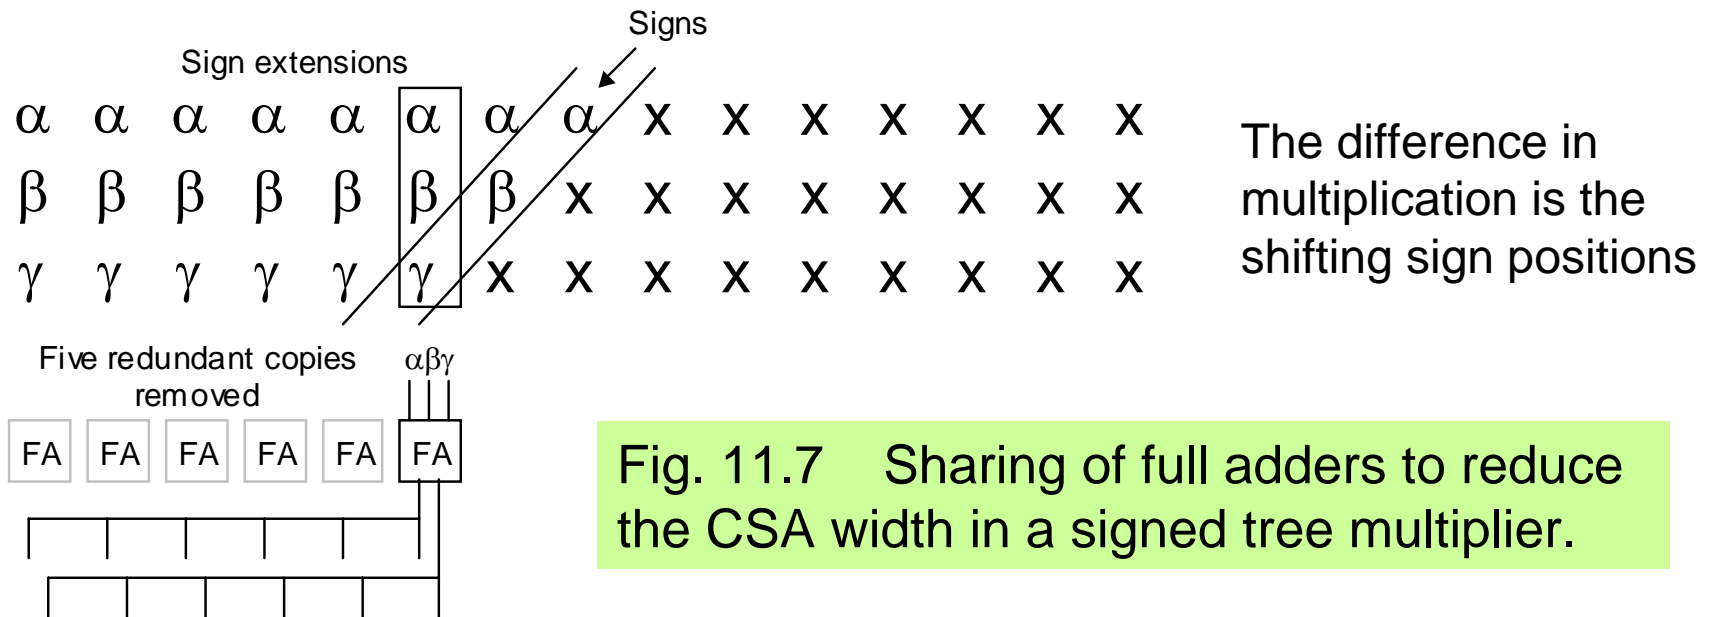 Signs
Sign extensions
α α α α α α α α x x x x x x x
β β β β β β β x x x x x x x x
γ γ γ γ γ γ x x x x x x x x x
The difference in
multiplication is the
shifting sign positions
Five redundant copies
removed
αβγ
FA FA FA FA FA FA
Fig. 11.7 Sharing of full adders to reduce
the CSA width in a signed tree multiplier.